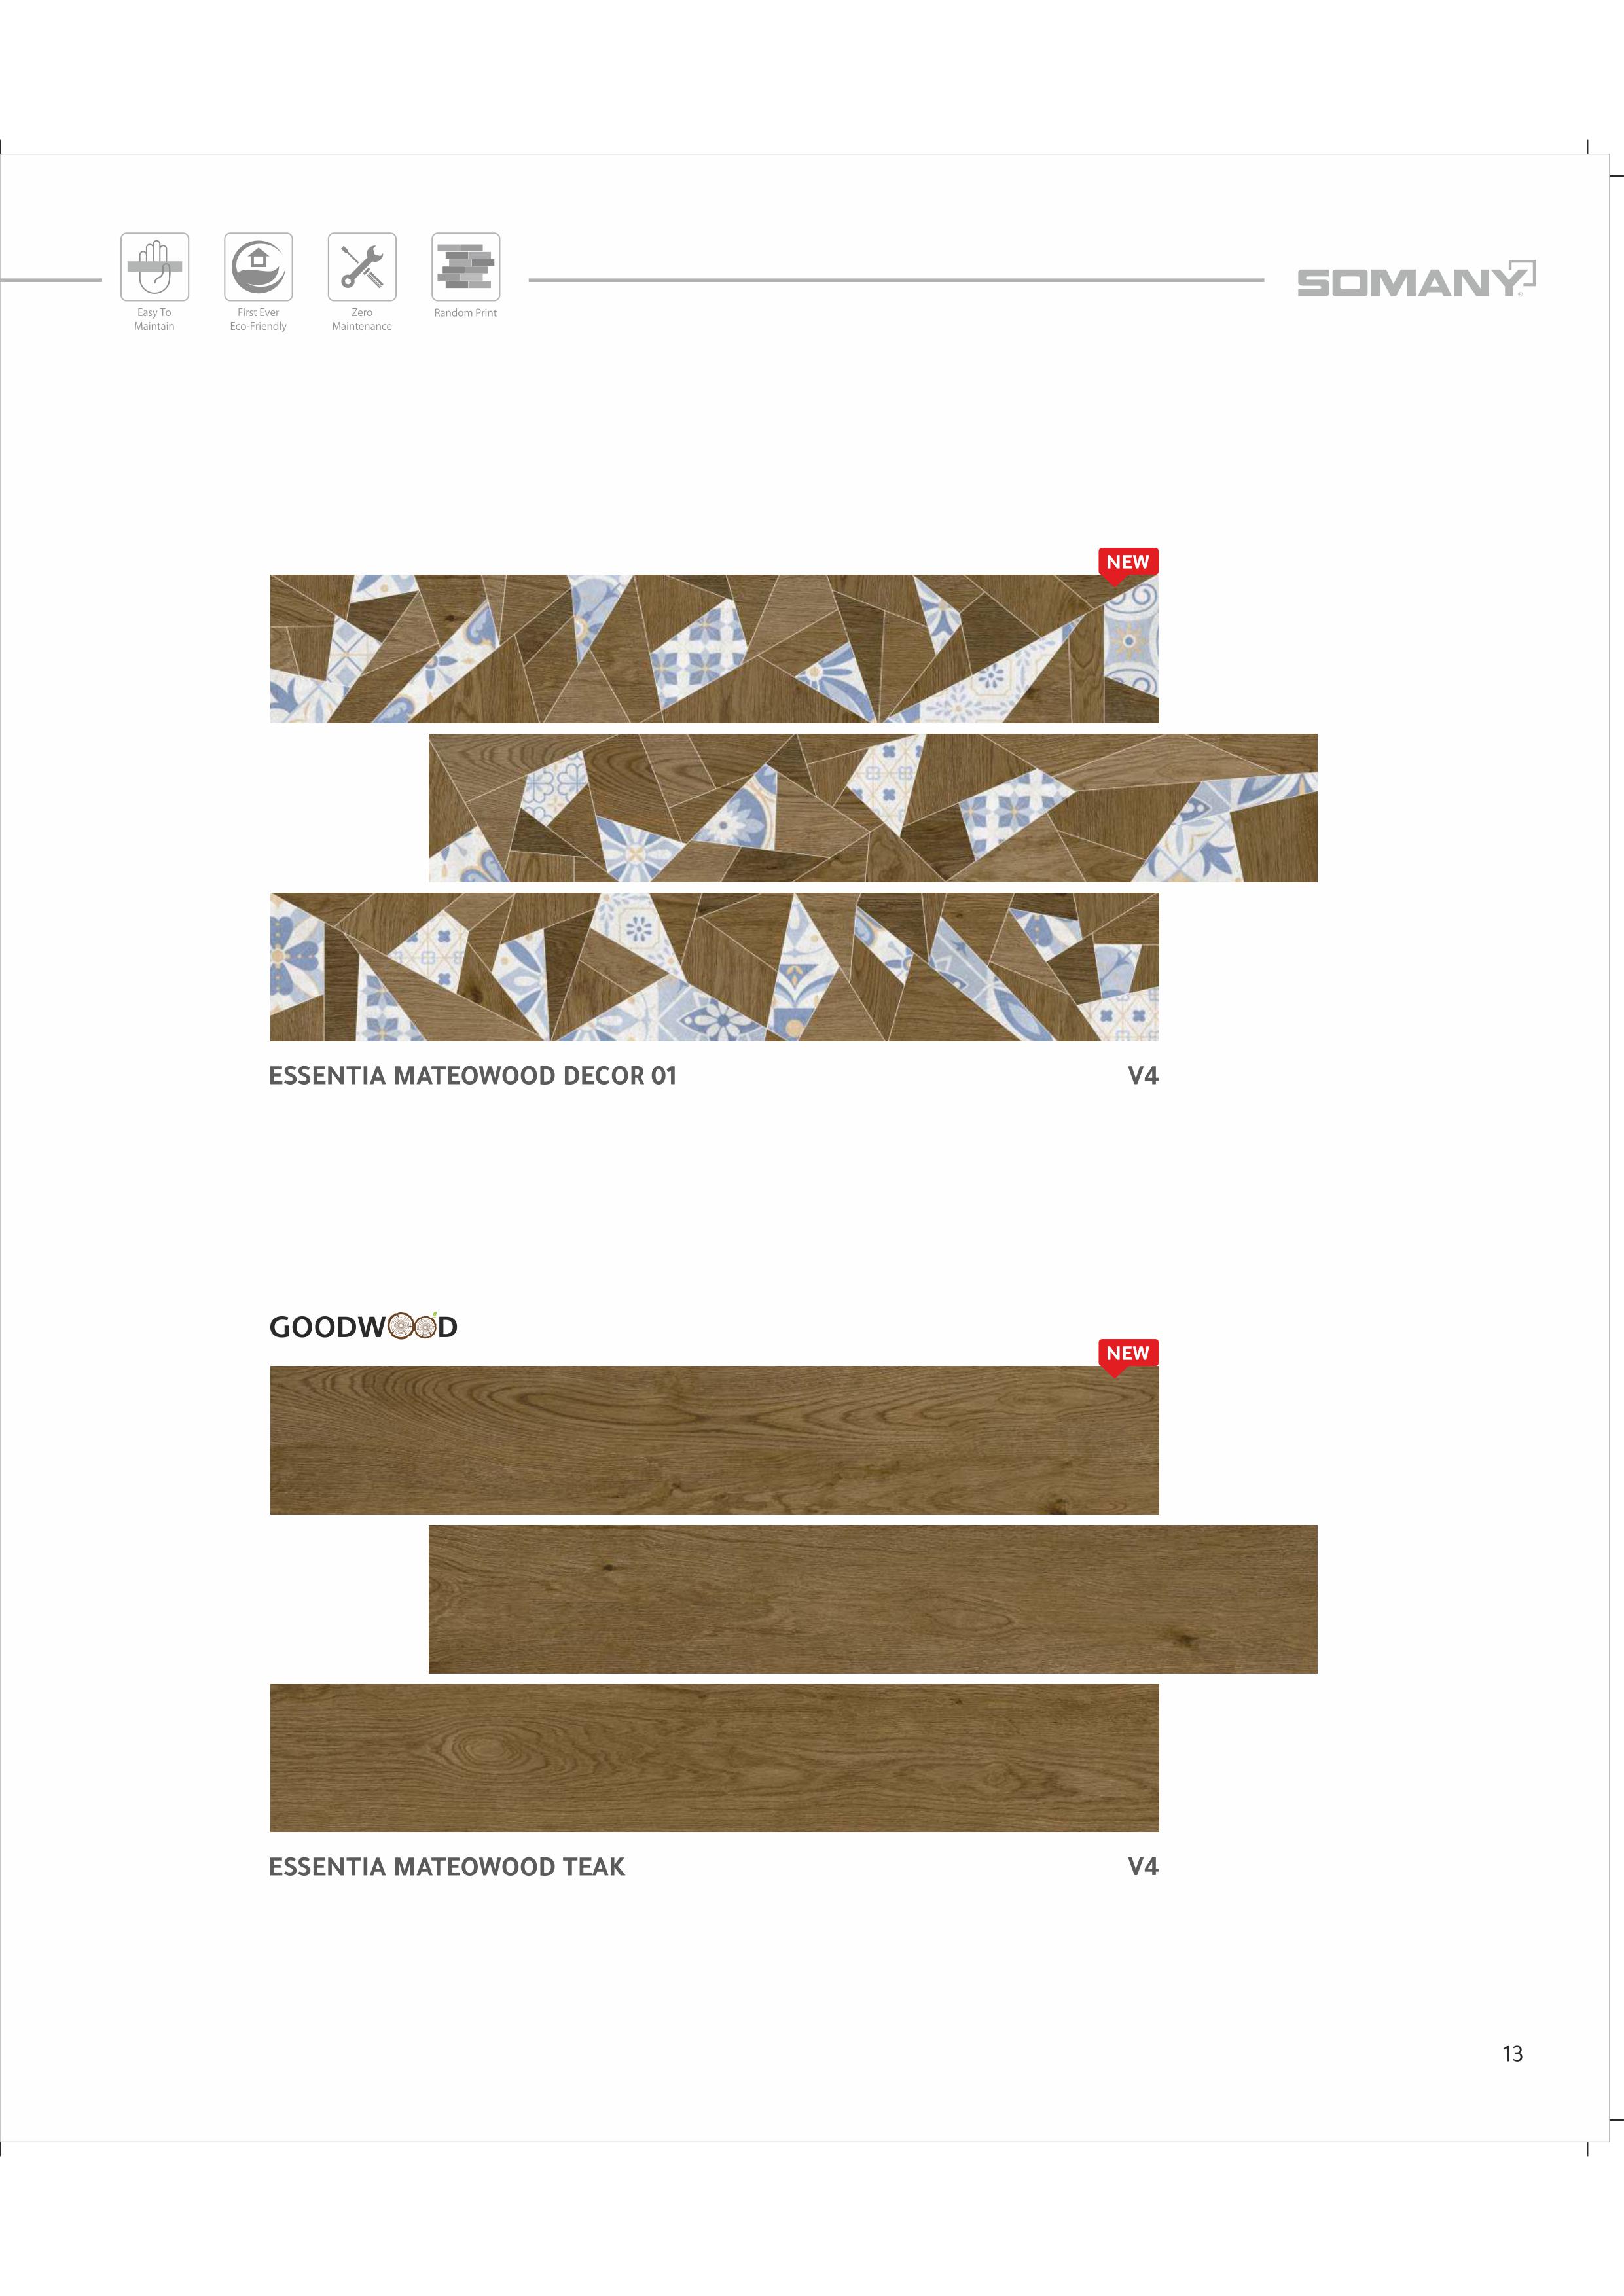 Easy To
Maintain
First Ever
Eco-Friendly
Zero
Maintenance
Random Print
SOMANY®
NEW
ESSENTIA MATEOWOOD DECOR 01 V4
GOODWOOD
NEW
ESSENTIA MATEOWOOD TEAK V4
13